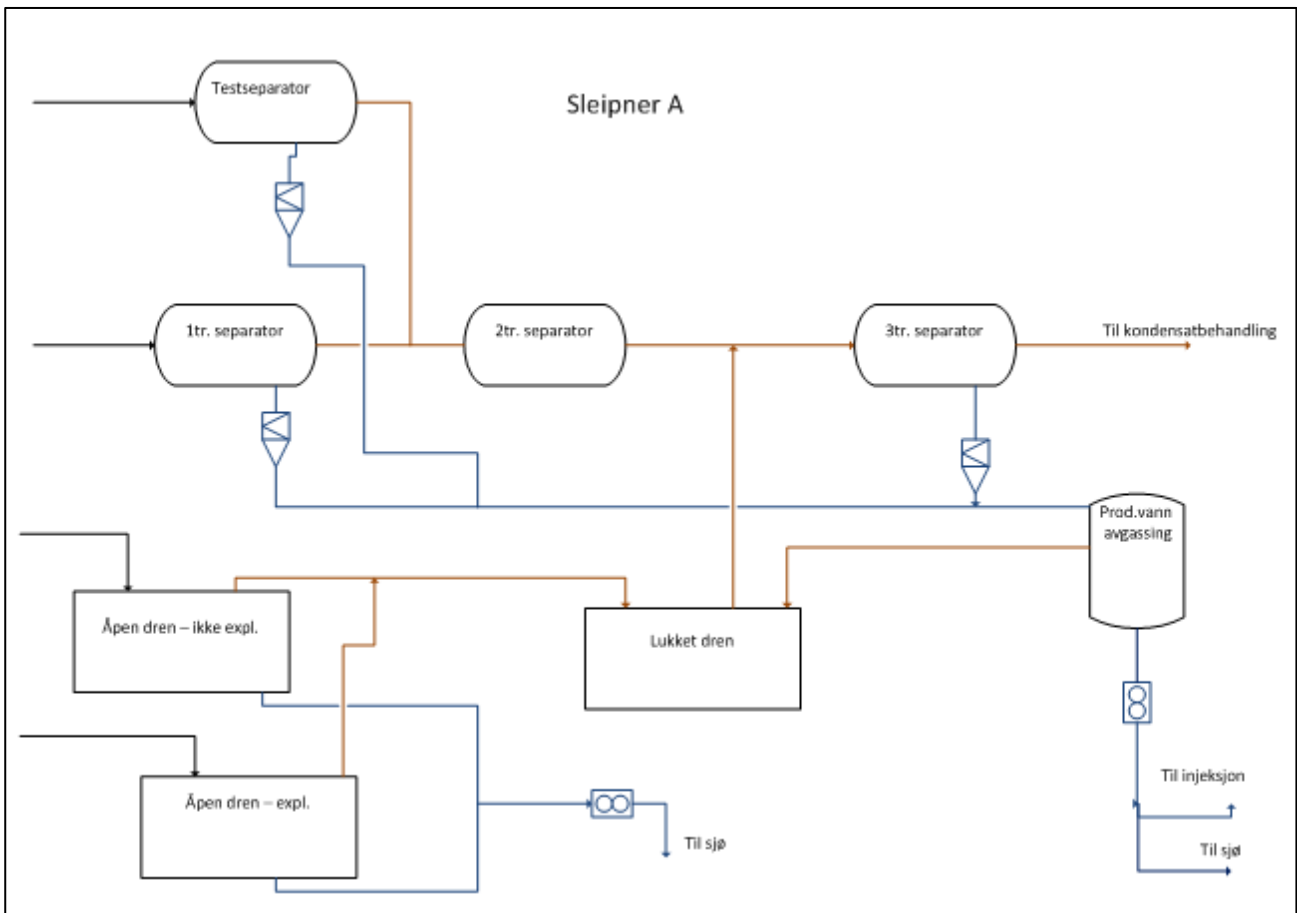 Testseparator
Sleipner A
1tr. separator
2tr. separator
3tr. separator
Til kondensatbehandling
Prod.vann
avgassing
Åpen dren – ikke expl.
Lukket dren
Åpen dren – expl.
Til injeksjon
Til sjø
Til sjø